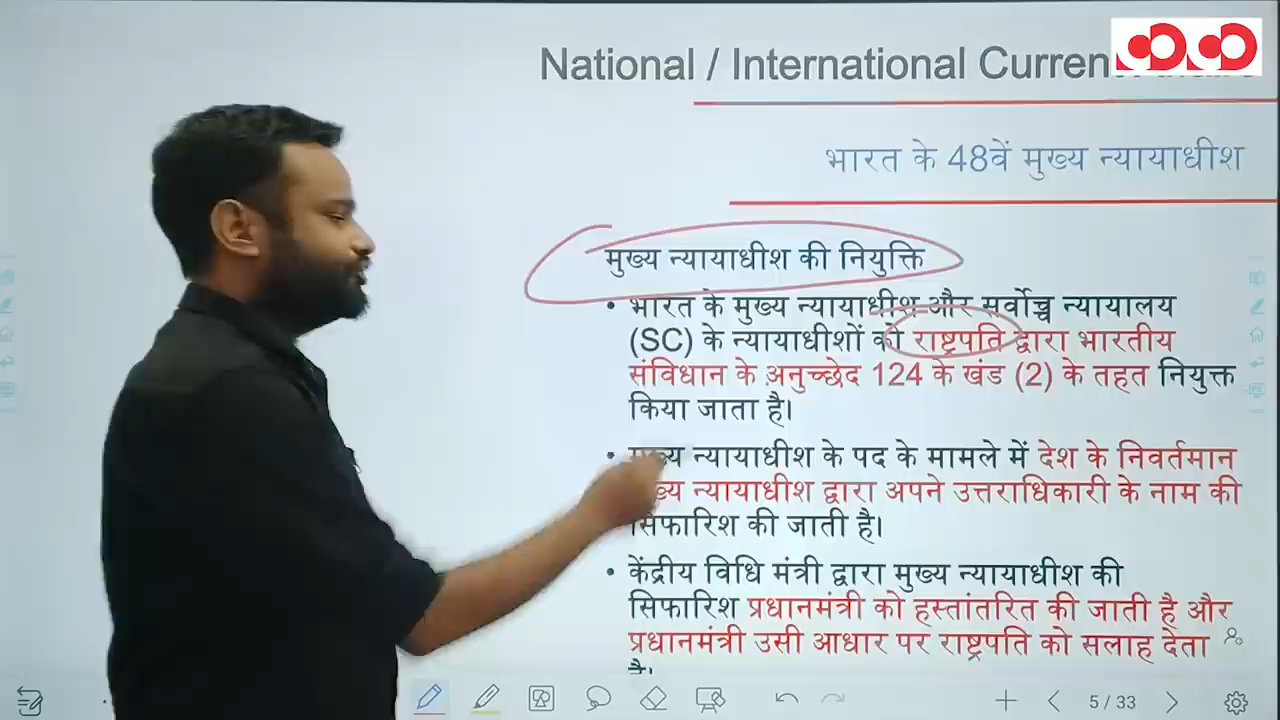 National / International Current
भारत के 48वें मुख्य न्यायाधीश
मुख्य न्यायाधीश की नियुक्ति
• भारत के मुख्य न्यायाधीश और सर्वोच्च न्यायालय
(SC) के न्यायाधीशों को राष्ट्रपति द्वारा भारतीय
संविधान के अनुच्छेद 124 के खंड (2) के तहत नियुक्त
किया जाता है।
• मुख्य न्यायाधीश के पद के मामले में देश के निवर्तमान
मुख्य न्यायाधीश द्वारा अपने उत्तराधिकारी के नाम की
सिफारिश की जाती है।
• केंद्रीय विधि मंत्री द्वारा मुख्य न्यायाधीश की
सिफारिश प्रधानमंत्री को हस्तांतरित की जाती है और
प्रधानमंत्री उसी आधार पर राष्ट्रपति को सलाह देता
है।
5 / 33